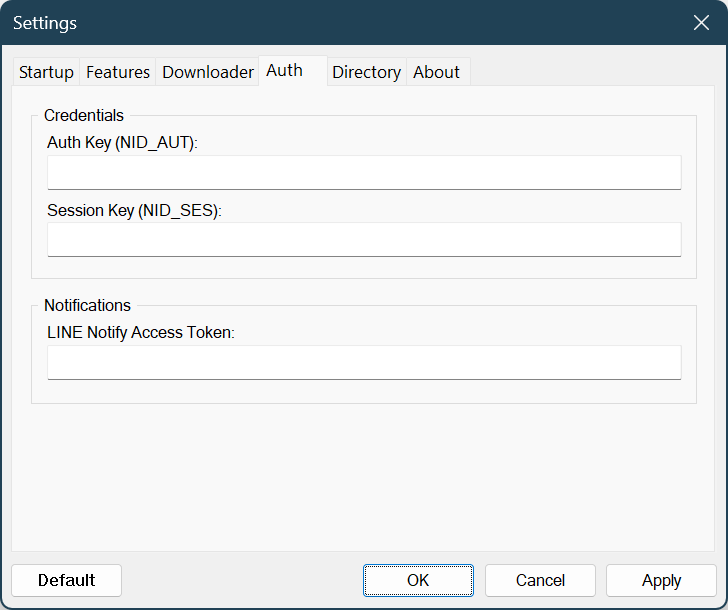 Settings
Startup Features Downloader Auth Directory About
Credentials
Auth Key (NID_AUT):
Session Key (NID_SES):
Notifications
LINE Notify Access Token:
Default OK Cancel Apply